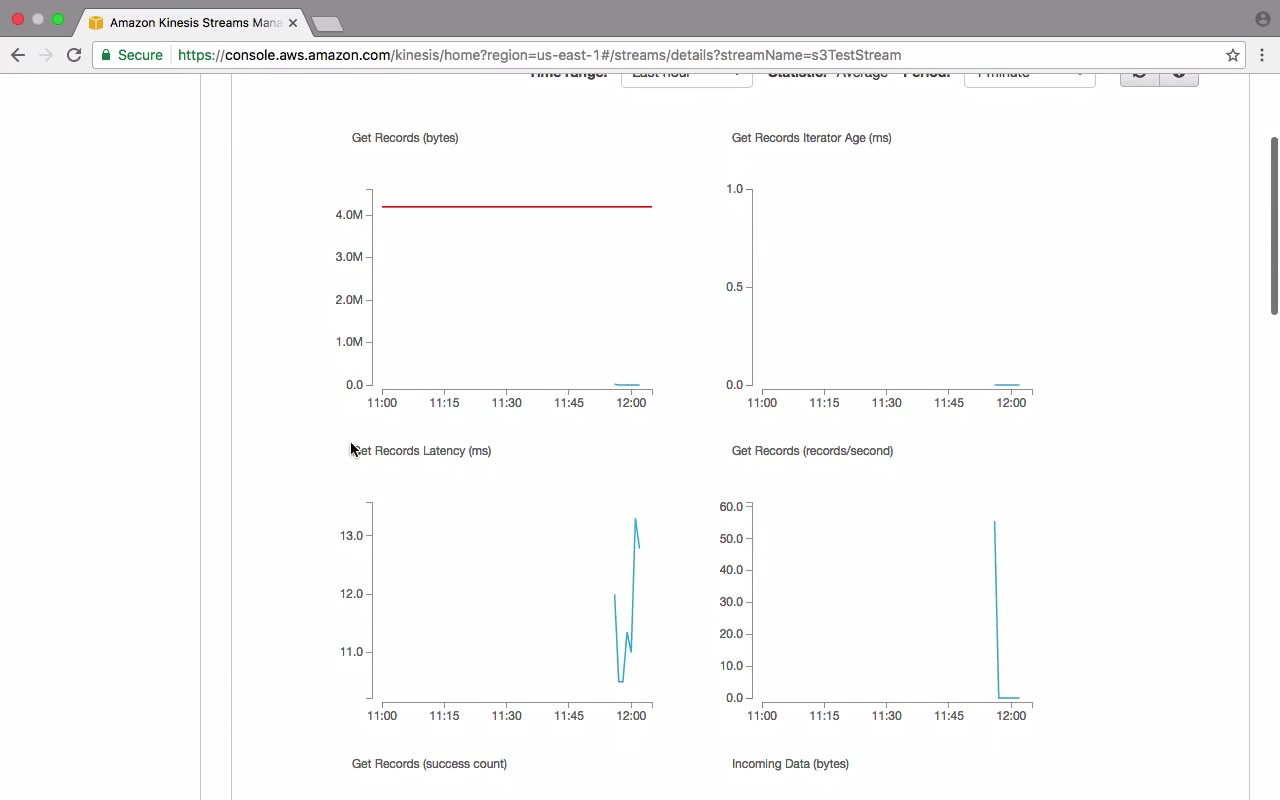 Amazon Kinesis Streams Mana
Secure https://console.aws.amazon.com/kinesis/home?region=us-east-1#/streams/details?streamName=s3TestStream
Time range: Last hour Statistic: Average Period: 1 minute
Get Records (bytes)
4.0M
3.0M
2.0M
1.0M
0.0
11:00 11:15 11:30 11:45 12:00
Get Records Iterator Age (ms)
1.0
0.5
0.0
11:00 11:15 11:30 11:45 12:00
Get Records Latency (ms)
13.0
12.0
11.0
11:00 11:15 11:30 11:45 12:00
Get Records (records/second)
60.0
50.0
40.0
30.0
20.0
10.0
0.0
11:00 11:15 11:30 11:45 12:00
Get Records (success count)
Incoming Data (bytes)